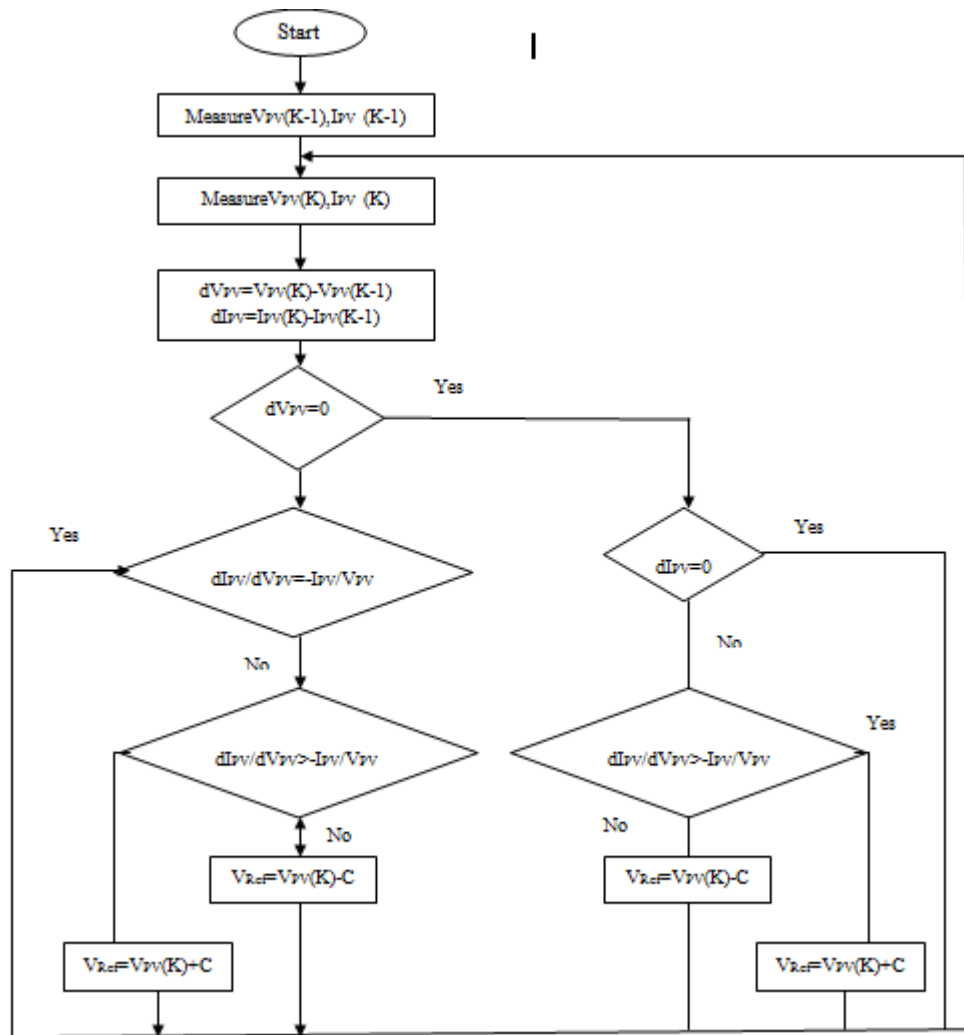 Start
MeasureVPV(K-1),IPV (K-1)
MeasureVPV(K),IPV (K)
dVPV=VPV(K)-VPV(K-1)
dIPV=IPV(K)-IPV(K-1)
Yes
dVPV=0
Yes
Yes
dIPV/dVPV=-IPV/VPV
dIPV=0
No
No
Yes
dIPV/dVPV>-IPV/VPV
dIPV/dVPV>-IPV/VPV
No
No
VRef=VPV(K)-C
VRef=VPV(K)-C
VRef=VPV(K)+C
VRef=VPV(K)+C